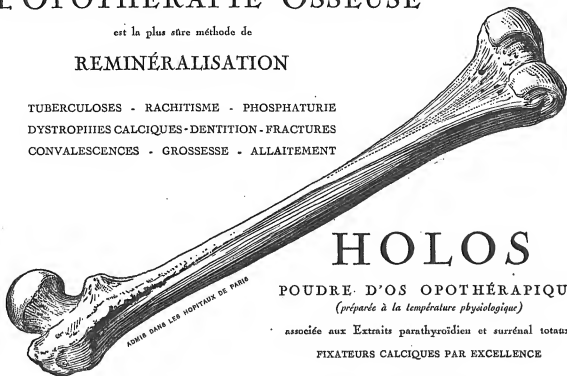 L'OPOTHÉRAPIE OSSEUSE
est la plus sûre méthode de
REMINÉRALISATION
TUBERCULOSES - RACHITISME - PHOSPHATURIE
DYSTROPHIES CALCIQUES - DENTITION - FRACTURES
CONVALESCENCES - GROSSESSE - ALLAITEMENT
ADMIS DANS LES HOPITAUX DE PARIS
HOLOS
POUDRE D'OS OPOTHÉRAPIQU
(préparée à la température physiologique)
associée aux Extraits parathyroïdien et surrénal totaux
FIXATEURS CALCIQUES PAR EXCELLENCE